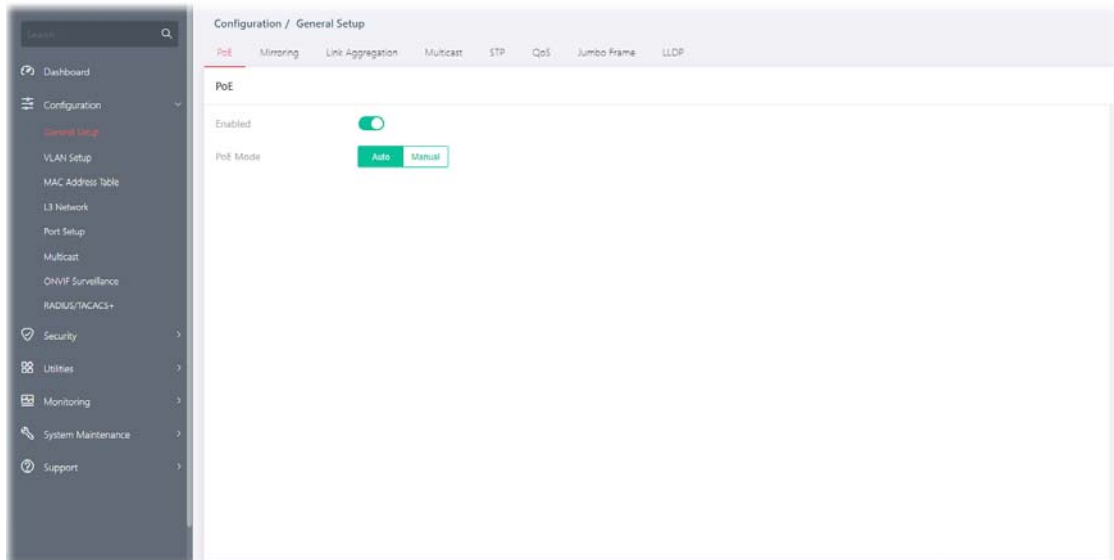 Search
Dashboard
Configuration
General Setup
VLAN Setup
MAC Address Table
L3 Network
Port Setup
Multicast
ONVIF Surveillance
RADIUS/TACACS+
Security
Utilities
Monitoring
System Maintenance
Support
Configuration / General Setup
PoE Mirroring Link Aggregation Multicast STP QoS Jumbo Frame LLDP
PoE
Enabled
PoE Mode Auto Manual